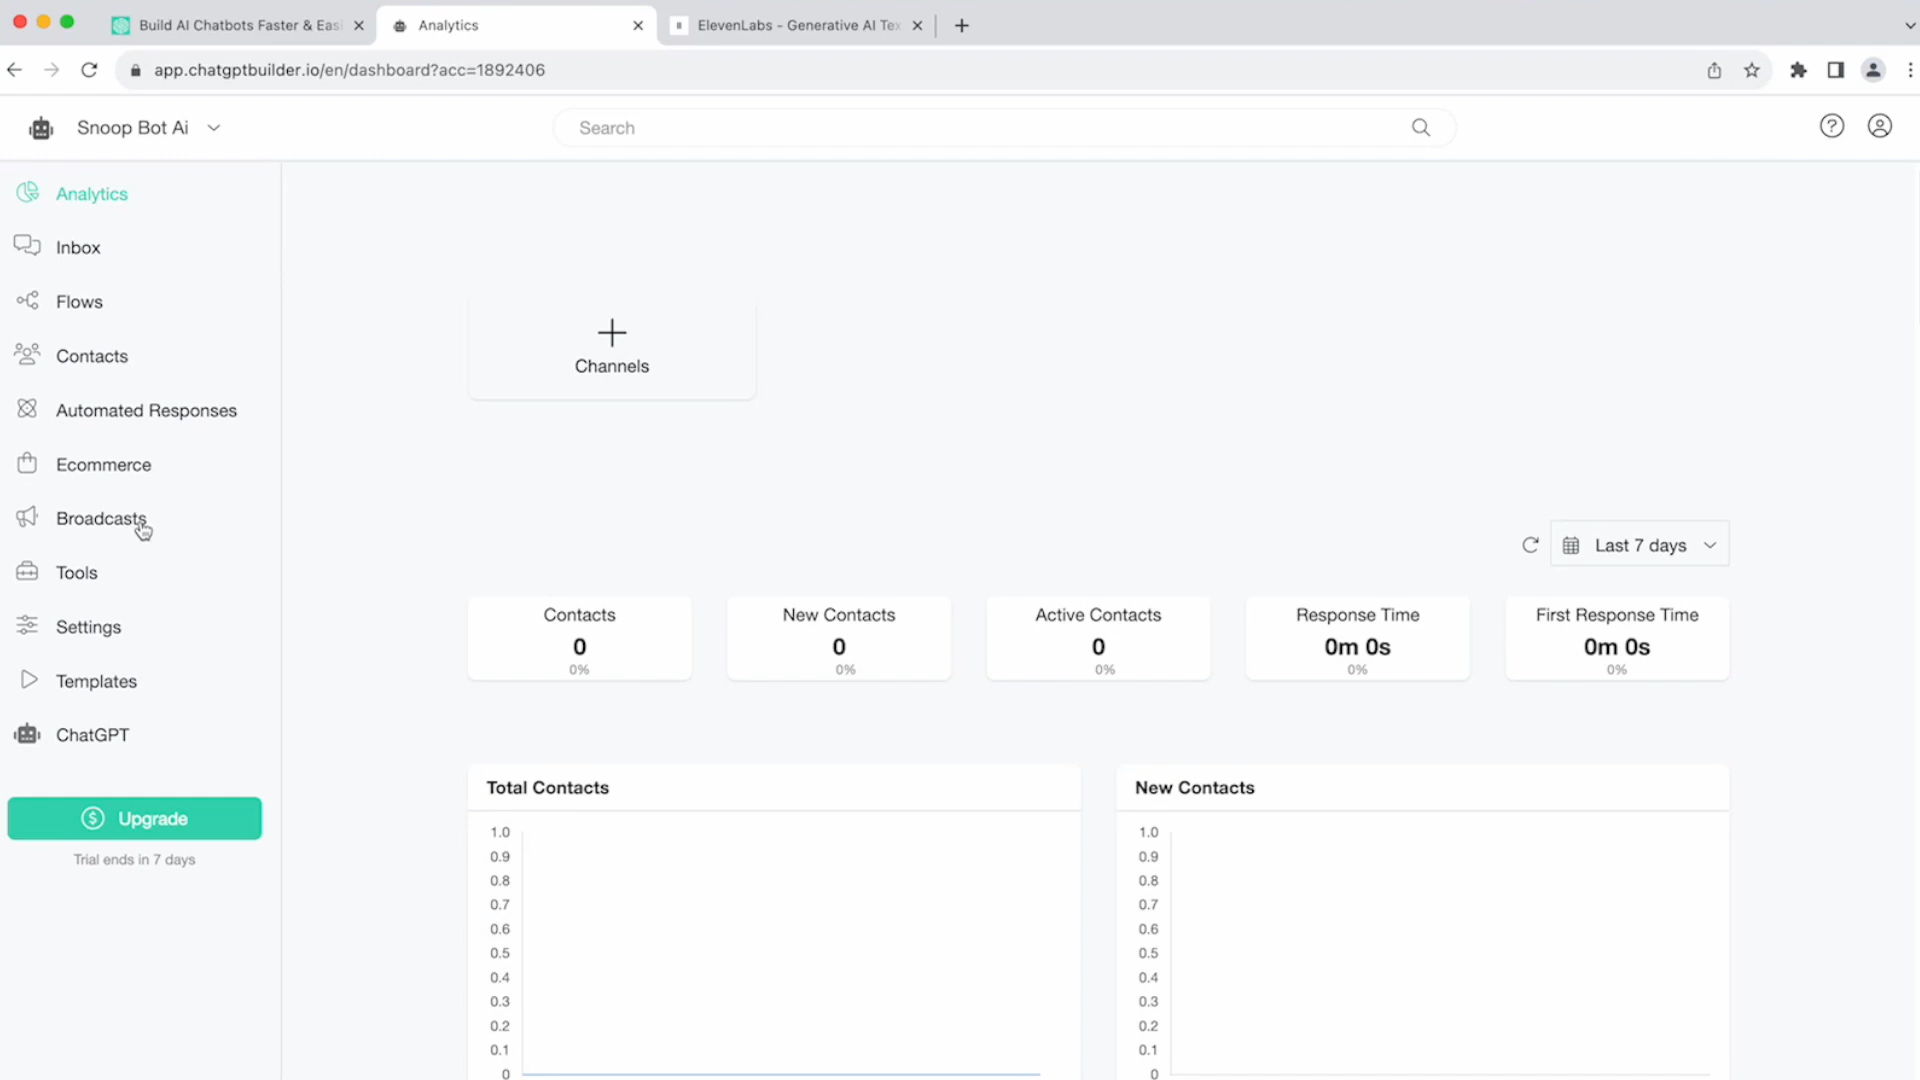 Build AI Chatbots Faster & Easi
Analytics
ElevenLabs - Generative AI Tex
app.chatgptbuilder.io/en/dashboard?acc=1892406
Snoop Bot Ai
Search
Analytics
Inbox
Flows
Contacts
Automated Responses
Ecommerce
Broadcasts
Tools
Settings
Templates
ChatGPT
Upgrade
Trial ends in 7 days
Channels
Last 7 days
Contacts
0
0%
New Contacts
0
0%
Active Contacts
0
0%
Response Time
0m 0s
0%
First Response Time
0m 0s
0%
Total Contacts
1.0
0.9
0.8
0.7
0.6
0.5
0.4
0.3
0.2
0.1
0
New Contacts
1.0
0.9
0.8
0.7
0.6
0.5
0.4
0.3
0.2
0.1
0